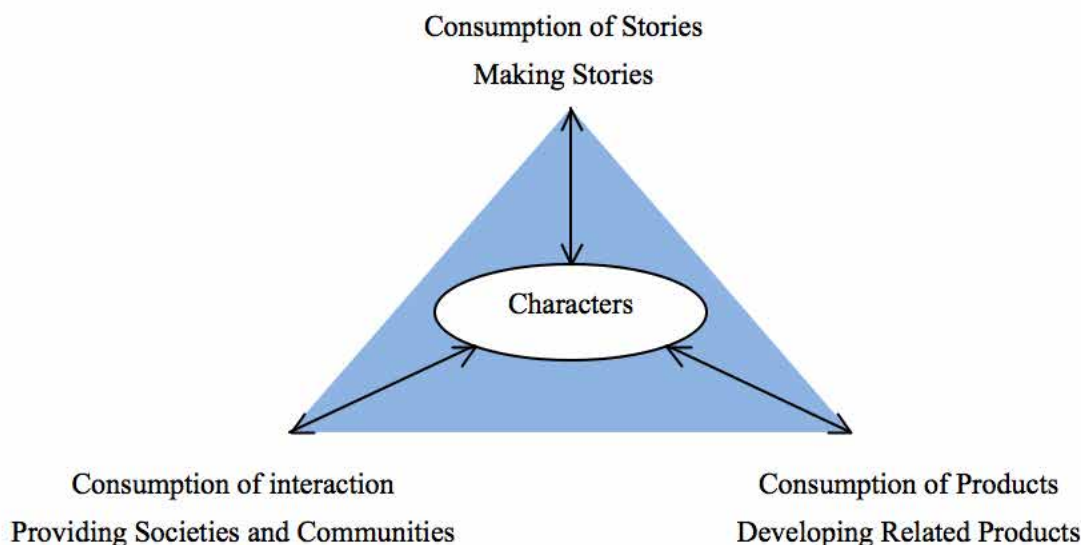 Consumption of Stories
Making Stories
Characters
Consumption of interaction
Providing Societies and Communities
Consumption of Products
Developing Related Products